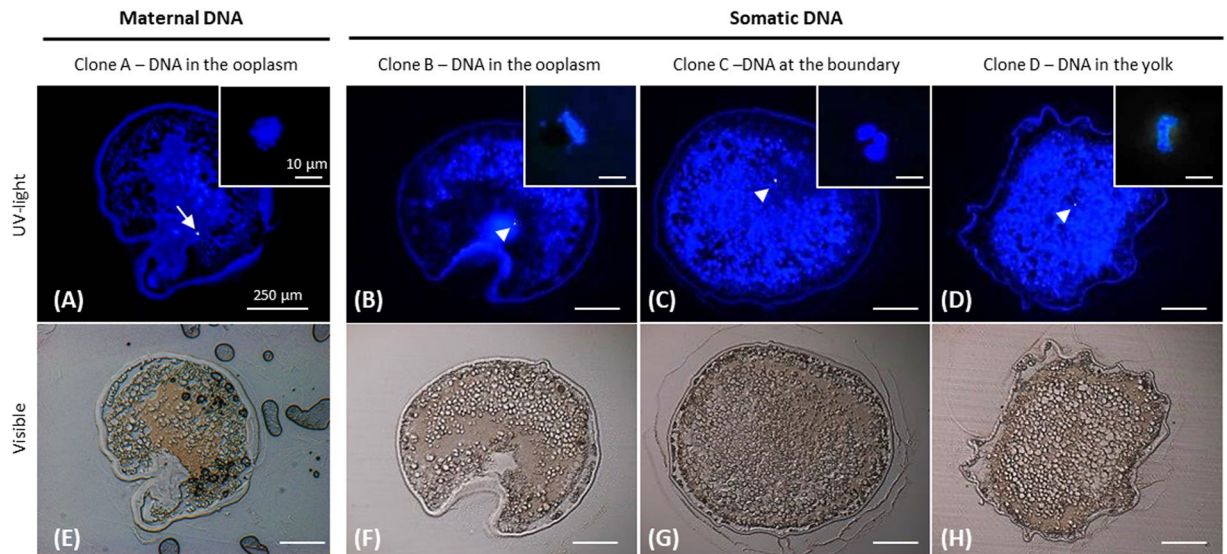 Maternal DNA
Somatic DNA
Clone A – DNA in the ooplasm
Clone B – DNA in the ooplasm
Clone C –DNA at the boundary
Clone D – DNA in the yolk
UV-light
10 µm
250 µm
(A)
(B)
(C)
(D)
Visible
(E)
(F)
(G)
(H)